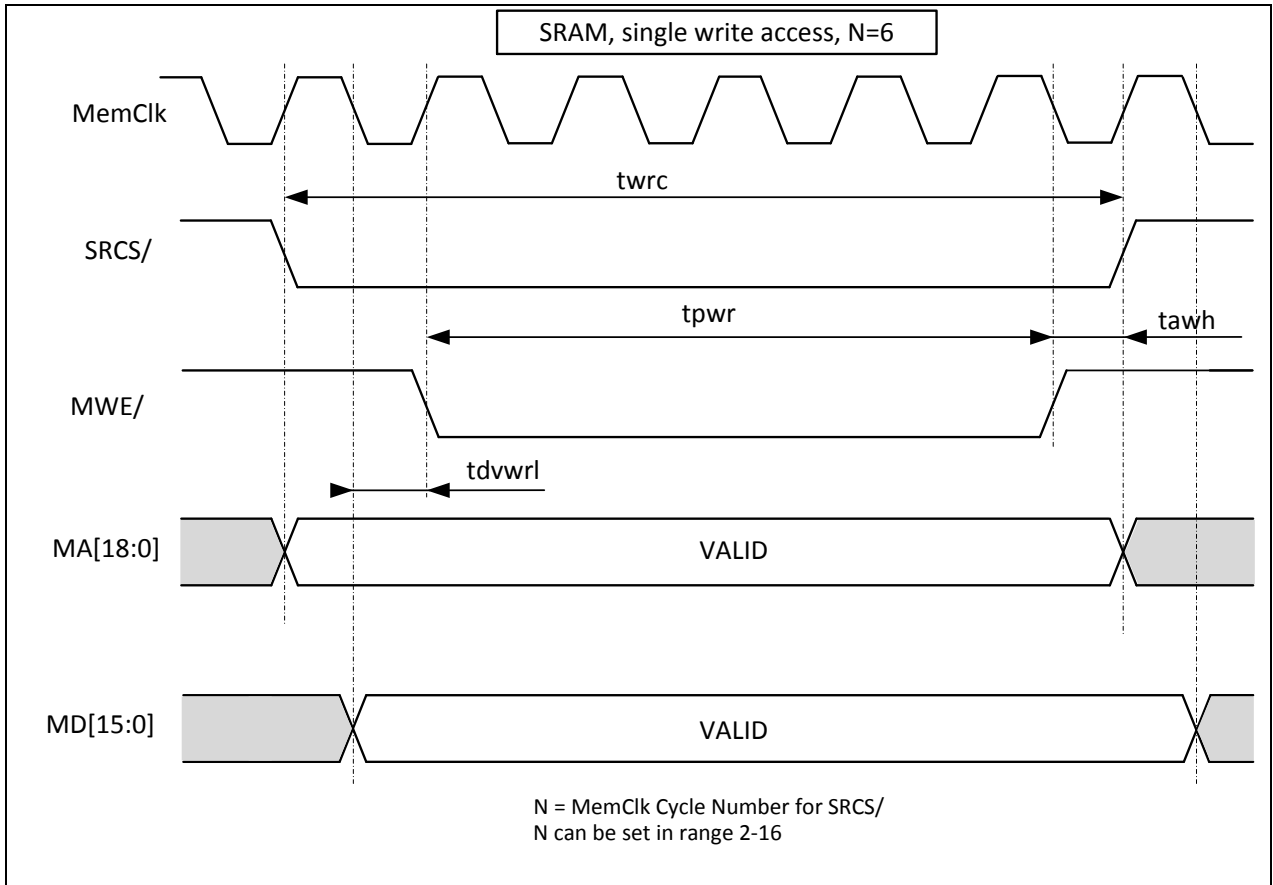 SRAM, single write access, N=6
MemClk
twrc
SRCS/
tpwr
tawh
MWE/
tdvwrl
MA[18:0]
VALID
MD[15:0]
VALID
N = MemClk Cycle Number for SRCS/
N can be set in range 2-16